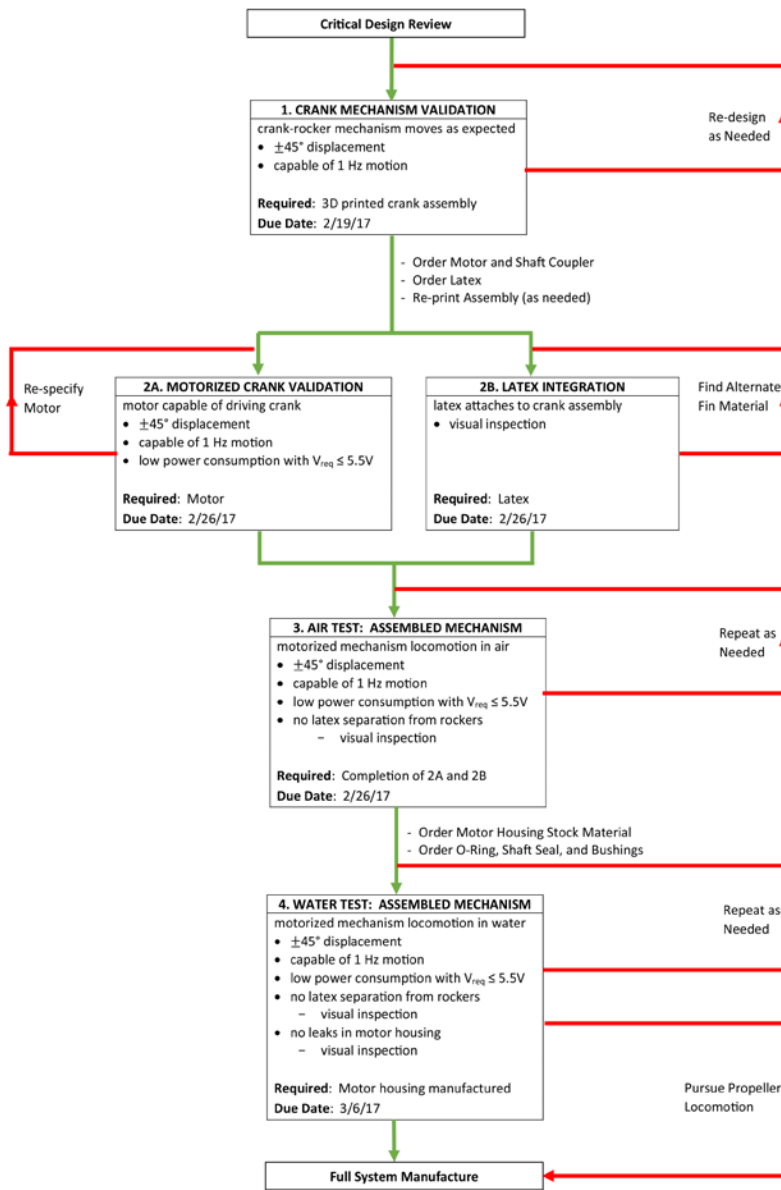 Critical Design Review
1. CRANK MECHANISM VALIDATION
crank-rocker mechanism moves as expected
• ±45° displacement
• capable of 1 Hz motion
Required: 3D printed crank assembly
Due Date: 2/19/17
Re-design
as Needed
- Order Motor and Shaft Coupler
- Order Latex
- Re-print Assembly (as needed)
Re-specify
Motor
2A. MOTORIZED CRANK VALIDATION
motor capable of driving crank
• ±45° displacement
• capable of 1 Hz motion
• low power consumption with Vreq ≤ 5.5V
Required: Motor
Due Date: 2/26/17
2B. LATEX INTEGRATION
latex attaches to crank assembly
• visual inspection
Required: Latex
Due Date: 2/26/17
Find Alternate
Fin Material
3. AIR TEST: ASSEMBLED MECHANISM
motorized mechanism locomotion in air
• ±45° displacement
• capable of 1 Hz motion
• low power consumption with Vreq ≤ 5.5V
• no latex separation from rockers
– visual inspection
Required: Completion of 2A and 2B
Due Date: 2/26/17
Repeat as
Needed
- Order Motor Housing Stock Material
- Order O-Ring, Shaft Seal, and Bushings
4. WATER TEST: ASSEMBLED MECHANISM
motorized mechanism locomotion in water
• ±45° displacement
• capable of 1 Hz motion
• low power consumption with Vreq ≤ 5.5V
• no latex separation from rockers
– visual inspection
• no leaks in motor housing
– visual inspection
Required: Motor housing manufactured
Due Date: 3/6/17
Repeat as
Needed
Pursue Propeller
Locomotion
Full System Manufacture